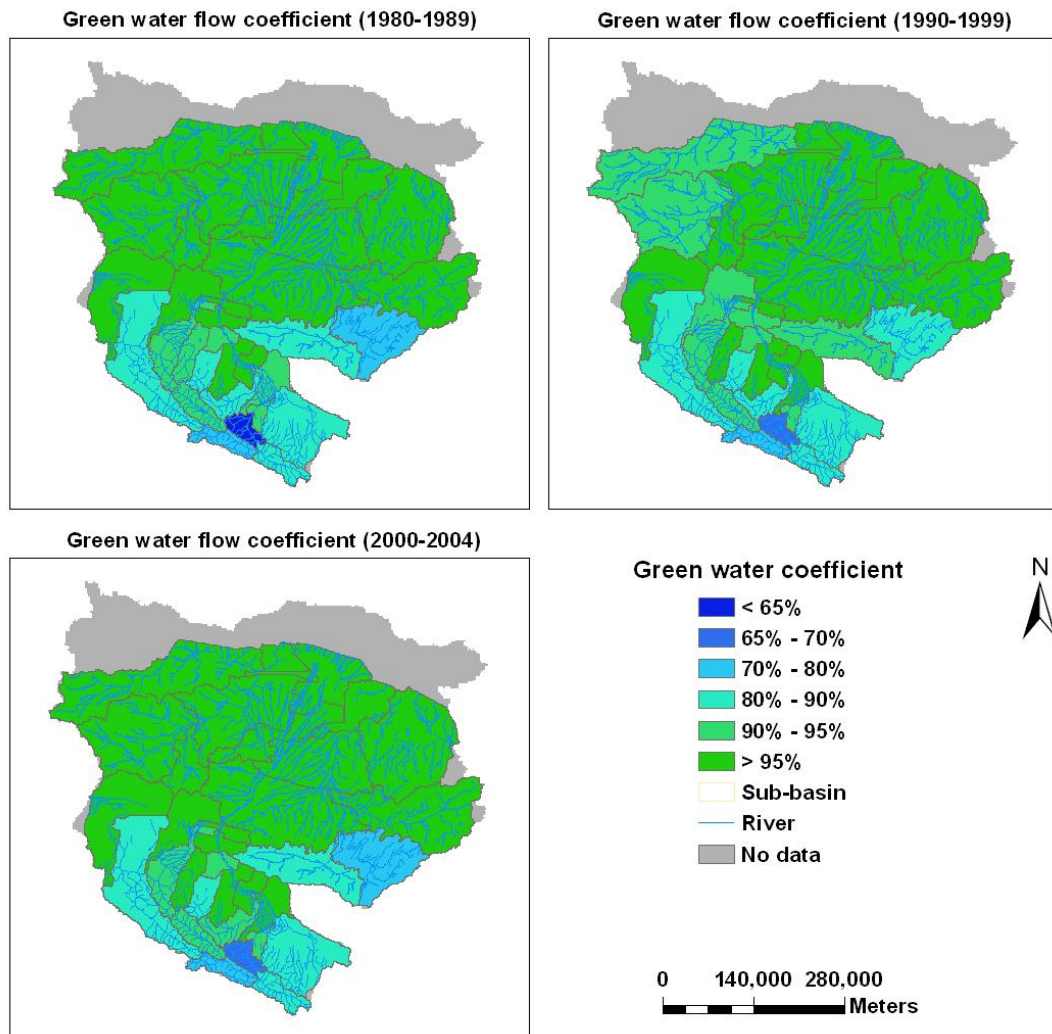 Green water flow coefficient (1980-1989)
Green water flow coefficient (1990-1999)
Green water flow coefficient (2000-2004)
Green water coefficient
< 65%
65% - 70%
70% - 80%
80% - 90%
90% - 95%
> 95%
Sub-basin
River
No data
N
0 140,000 280,000
Meters